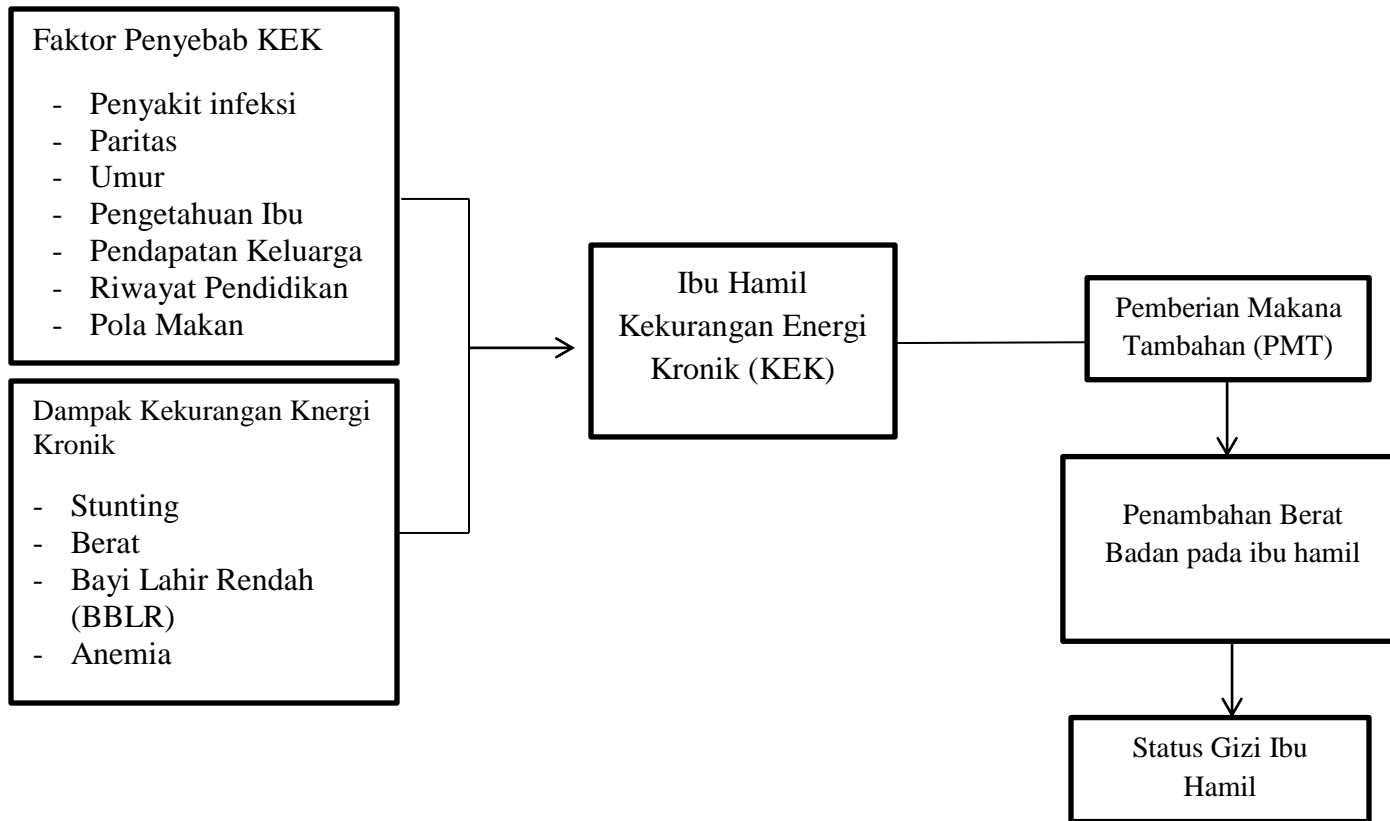 Faktor Penyebab KEK
- Penyakit infeksi
- Paritas
- Umur
- Pengetahuan Ibu
- Pendapatan Keluarga
- Riwayat Pendidikan
- Pola Makan
Dampak Kekurangan Knergi
Kronik
- Stunting
- Berat
- Bayi Lahir Rendah
(BBLR)
- Anemia
Ibu Hamil
Kekurangan Energi
Kronik (KEK)
Pemberian Makana
Tambahan (PMT)
Penambahan Berat
Badan pada ibu hamil
Status Gizi Ibu
Hamil